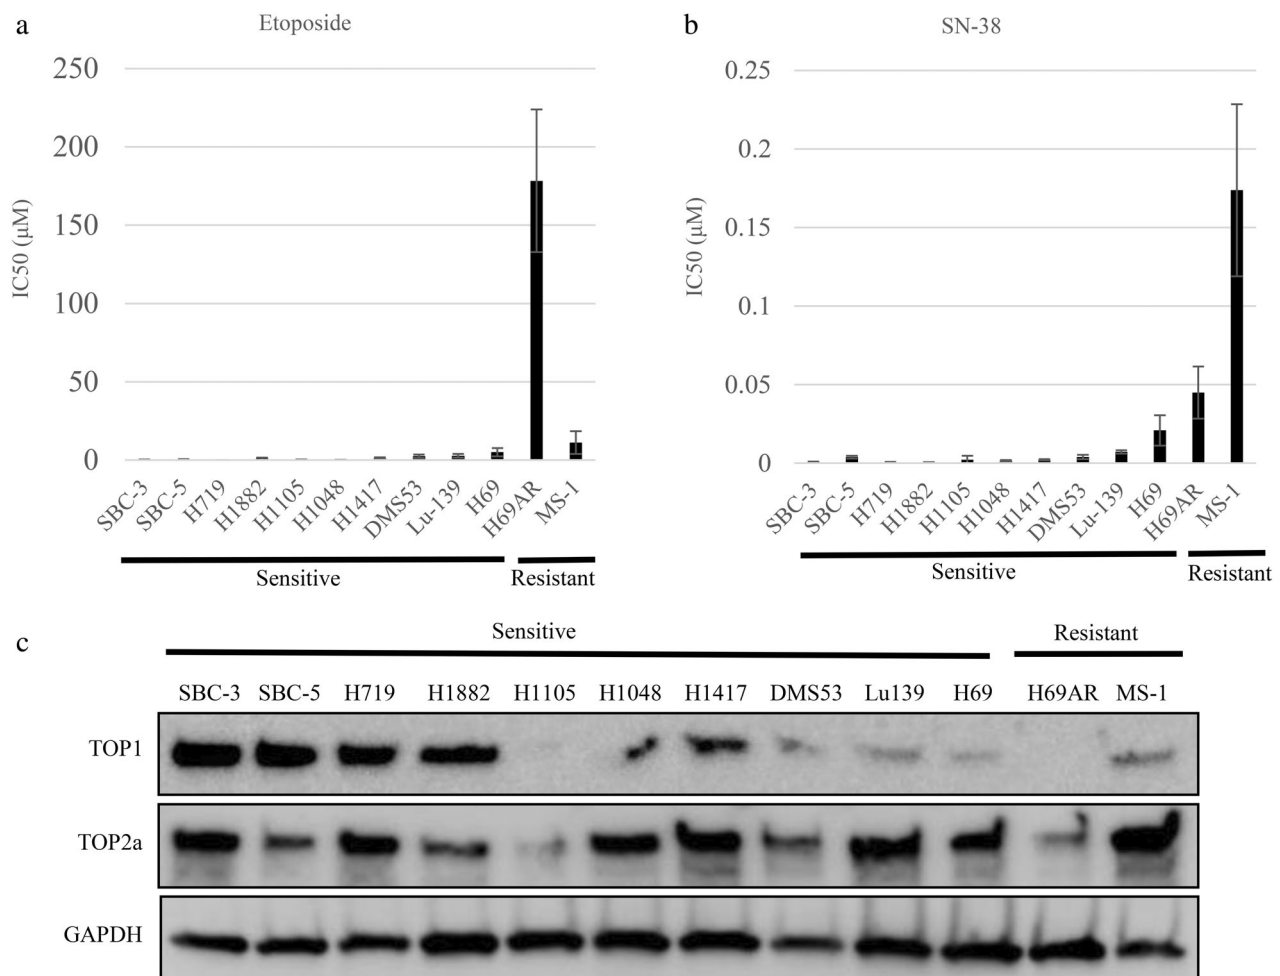 a
Etoposide
250
200
150
100
50
0
IC50 (μM)
SBC-3
SBC-5
H719
H1882
H1105
H1048
H1417
DMS53
Lu-139
H69
H69AR
MS-1
Sensitive
Resistant
b
SN-38
0.25
0.2
0.15
0.1
0.05
0
IC50 (μM)
SBC-3
SBC-5
H719
H1882
H1105
H1048
H1417
DMS53
Lu-139
H69
H69AR
MS-1
Sensitive
Resistant
c
Sensitive
Resistant
SBC-3 SBC-5 H719 H1882 H1105 H1048 H1417 DMS53 Lu139 H69 H69AR MS-1
TOP1
TOP2a
GAPDH